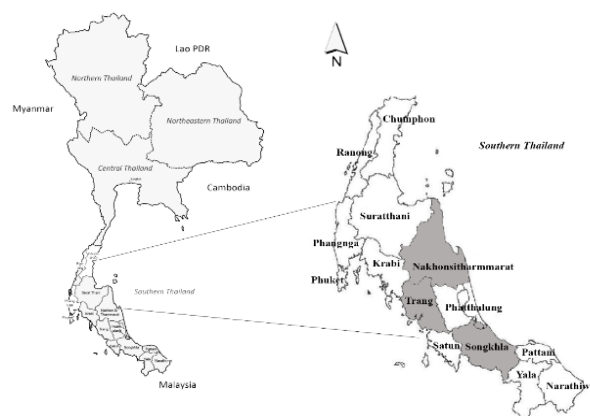 Lao PDR
Northern Thailand
Myanmar
Northeastern Thailand
Central Thailand
Cambodia
Southern Thailand
Malaysia
N
Southern Thailand
Chumphon
Ranong
Suratthani
Phangnga
Krabi
Nakhonsitharmmarat
Phuket
Trang
Phatthalung
Satun
Songkhla
Pattani
Yala
Narathiw